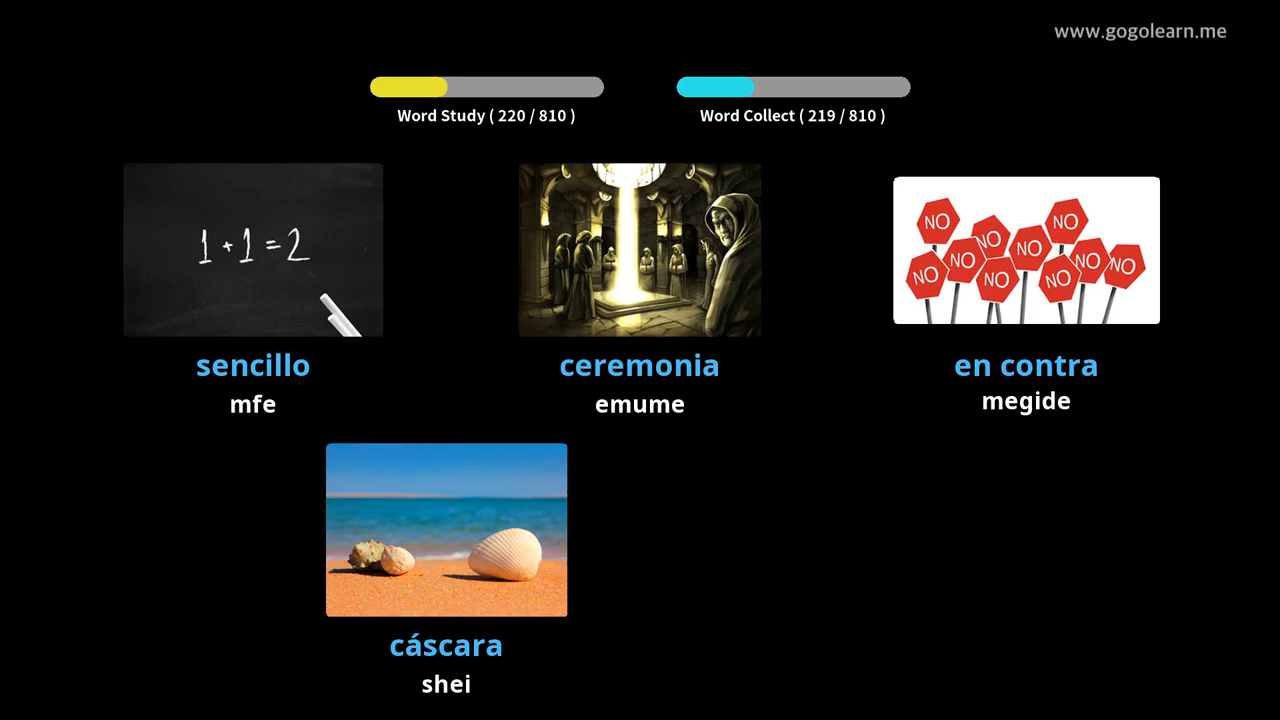 www.gogolearn.me
Word Study ( 220 / 810 )
Word Collect ( 219 / 810 )
1 + 1 = 2
NO
NO
NO
NO
NO
NO
NO
NO
NO
NO
sencillo
ceremonia
en contra
mfe
emume
megide
cáscara
shei